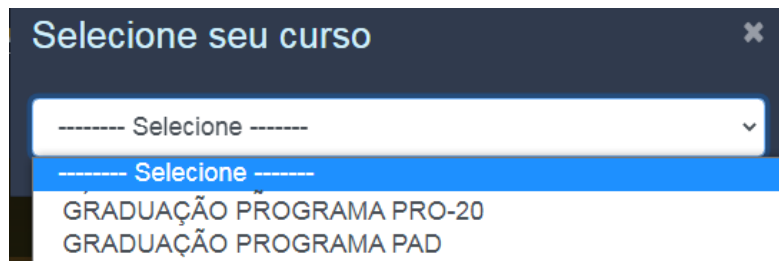 Selecione seu curso
-------- Selecione -------
-------- Selecione -------
GRADUAÇÃO PROGRAMA PRO-20
GRADUAÇÃO PROGRAMA PAD